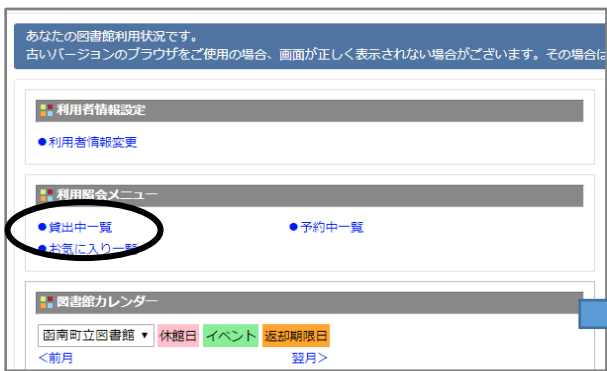 あなたの図書館利用状況です。
古いバージョンのブラウザをご使用の場合、画面が正しく表示されない場合がございます。その場合は
利用者情報設定
●利用者情報変更
利用照会メニュー
●貸出中一覧 ●予約中一覧
●お気に入り一覧
図書館カレンダー
函南町立図書館 ▼ 休館日 イベント 返却期限日
<前月 翌月>